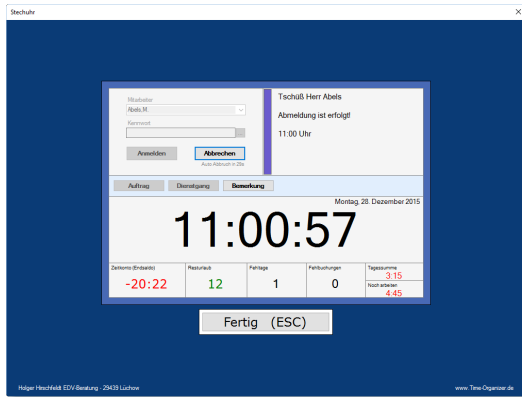 Stechuhr
Mitarbeiter
Abels,M.
Kennwort
Anmelden
Abbrechen
Auto-Abbruch in 29s
Tschüß Herr Abels
Abmeldung ist erfolgt!
11:00 Uhr
Auftrag
Dienstgang
Bemerkung
Montag, 28. Dezember 2015
11:00:57
Zeitkonto (Endsaldo)
-20:22
Resturlaub
12
Fehltage
1
Fehlbuchungen
0
Tagessumme
3:15
Noch arbeiten
4:45
Fertig (ESC)
Holger Hirschfeldt EDV-Beratung - 29439 Lüchow
www.Time-Organizer.de